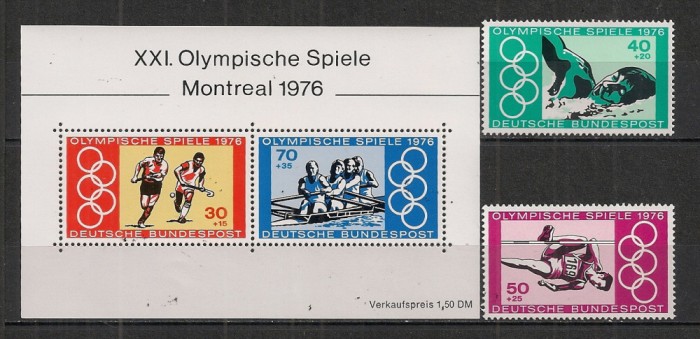 XXI. Olympische Spiele
Montreal 1976
OLYMPISCHE SPIELE 1976
30
+15
DEUTSCHE BUNDESPOST
OLYMPISCHE SPIELE 1976
70
+35
DEUTSCHE BUNDESPOST
Verkaufspreis 1,50 DM
OLYMPISCHE SPIELE 1976
40
+20
DEUTSCHE BUNDESPOST
OLYMPISCHE SPIELE 1976
50
+25
DEUTSCHE BUNDESPOST